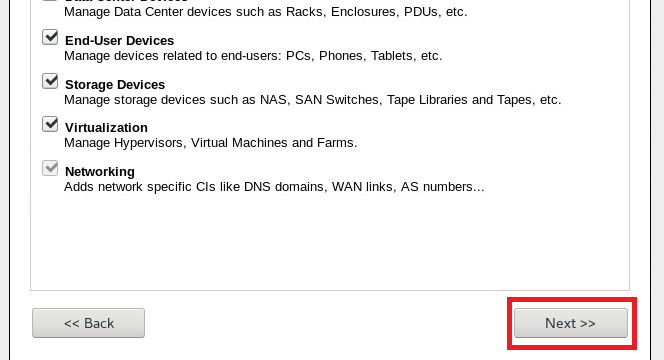 Data Center Devices
Manage Data Center devices such as Racks, Enclosures, PDUs, etc.
End-User Devices
Manage devices related to end-users: PCs, Phones, Tablets, etc.
Storage Devices
Manage storage devices such as NAS, SAN Switches, Tape Libraries and Tapes, etc.
Virtualization
Manage Hypervisors, Virtual Machines and Farms.
Networking
Adds network specific CIs like DNS domains, WAN links, AS numbers...
<< Back
Next >>